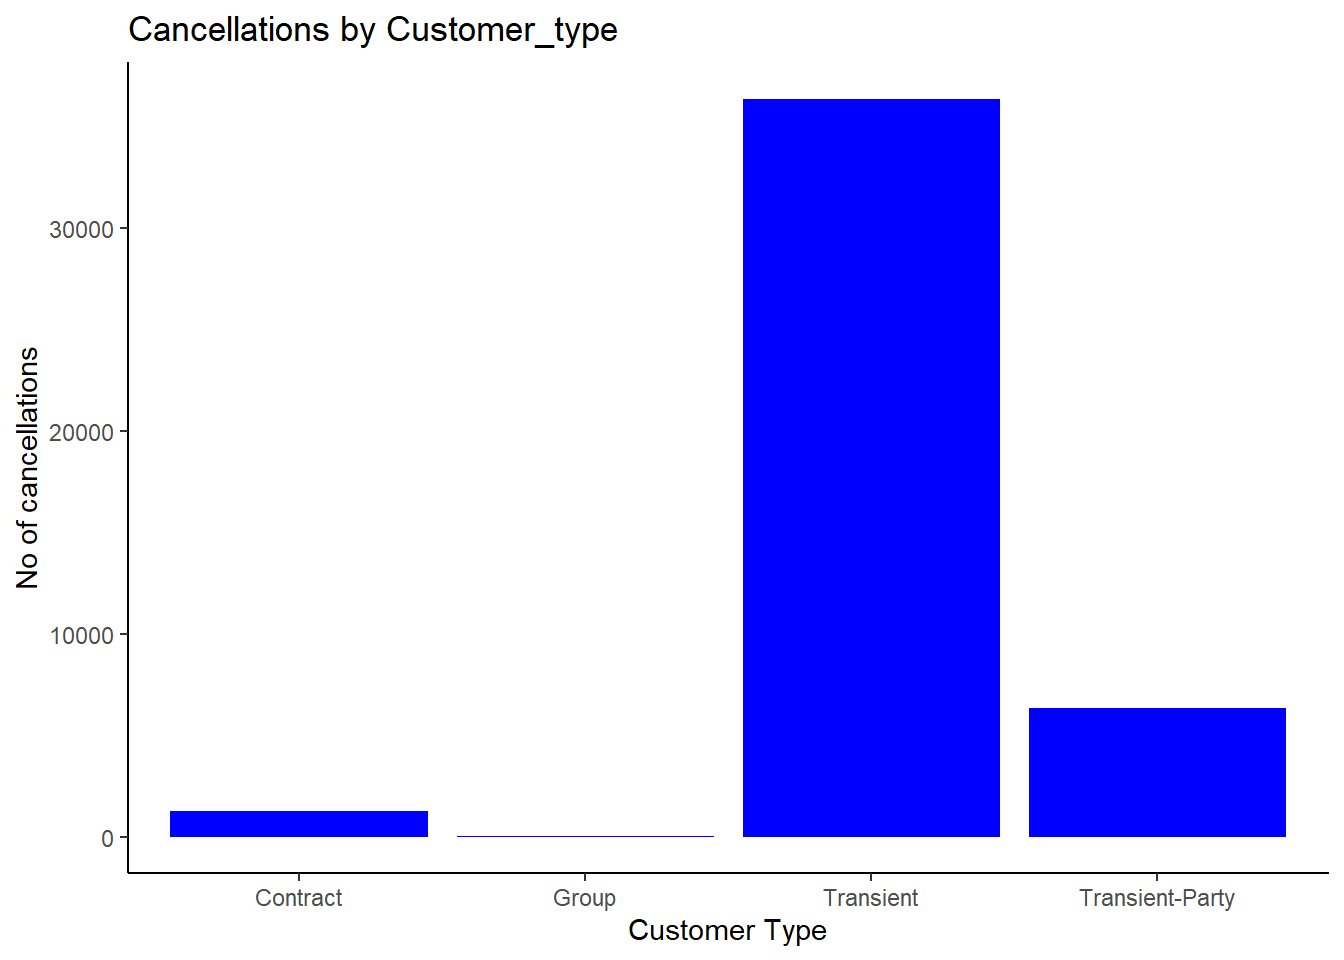 Cancellations by Customer_type
No of cancellations
30000
20000
10000
0
Contract
Group
Transient
Transient-Party
Customer Type